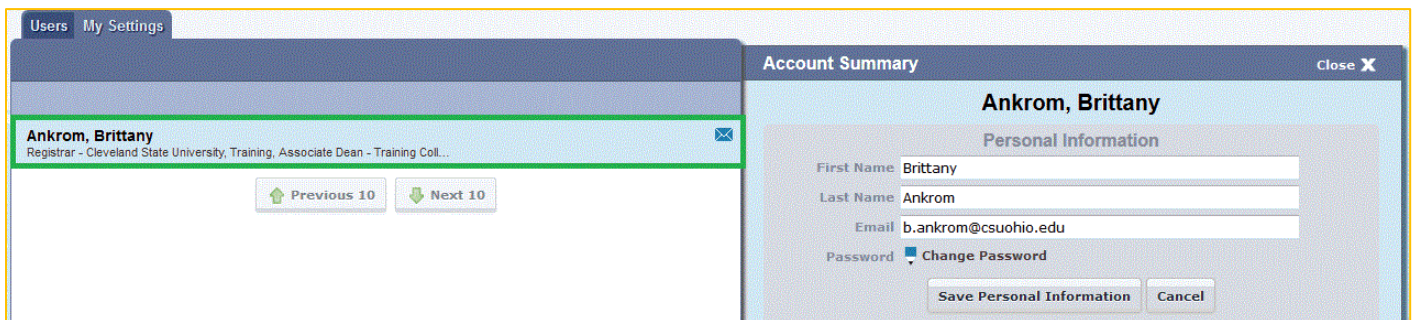 Users My Settings
Account Summary
Close X
Ankrom, Brittany
Registrar - Cleveland State University, Training, Associate Dean - Training Coll...
Previous 10 Next 10
Ankrom, Brittany
Personal Information
First Name Brittany
Last Name Ankrom
Email b.ankrom@csuohio.edu
Password Change Password
Save Personal Information Cancel